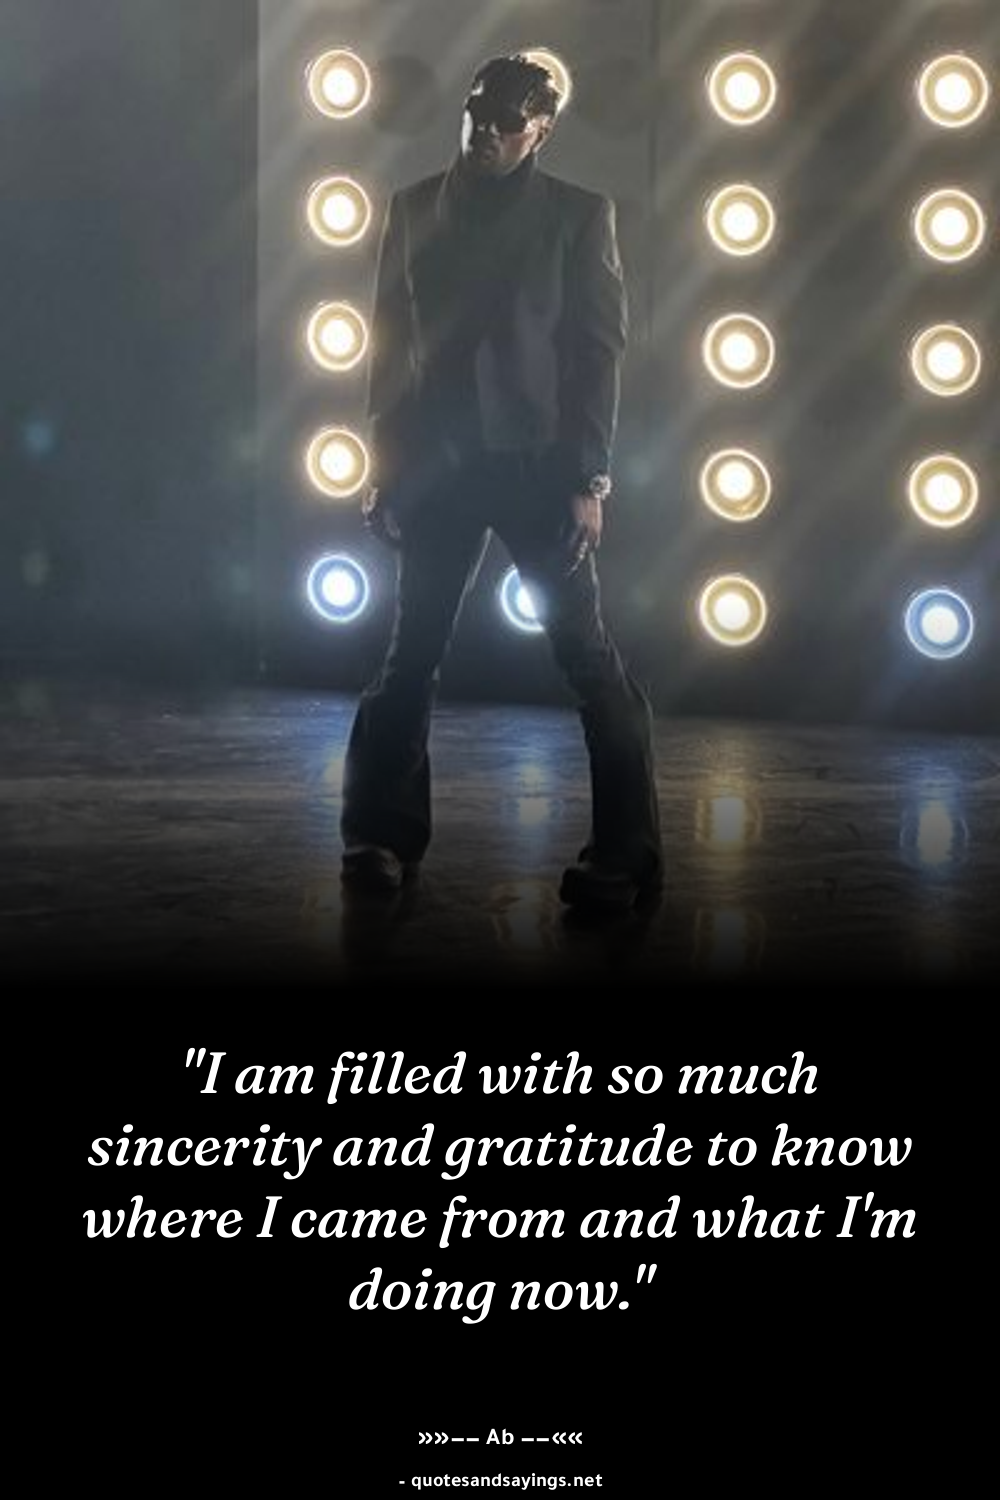 "I am filled with so much
sincerity and gratitude to know
where I came from and what I'm
doing now."
»»−− Ab −−««
- quotesandsayings.net